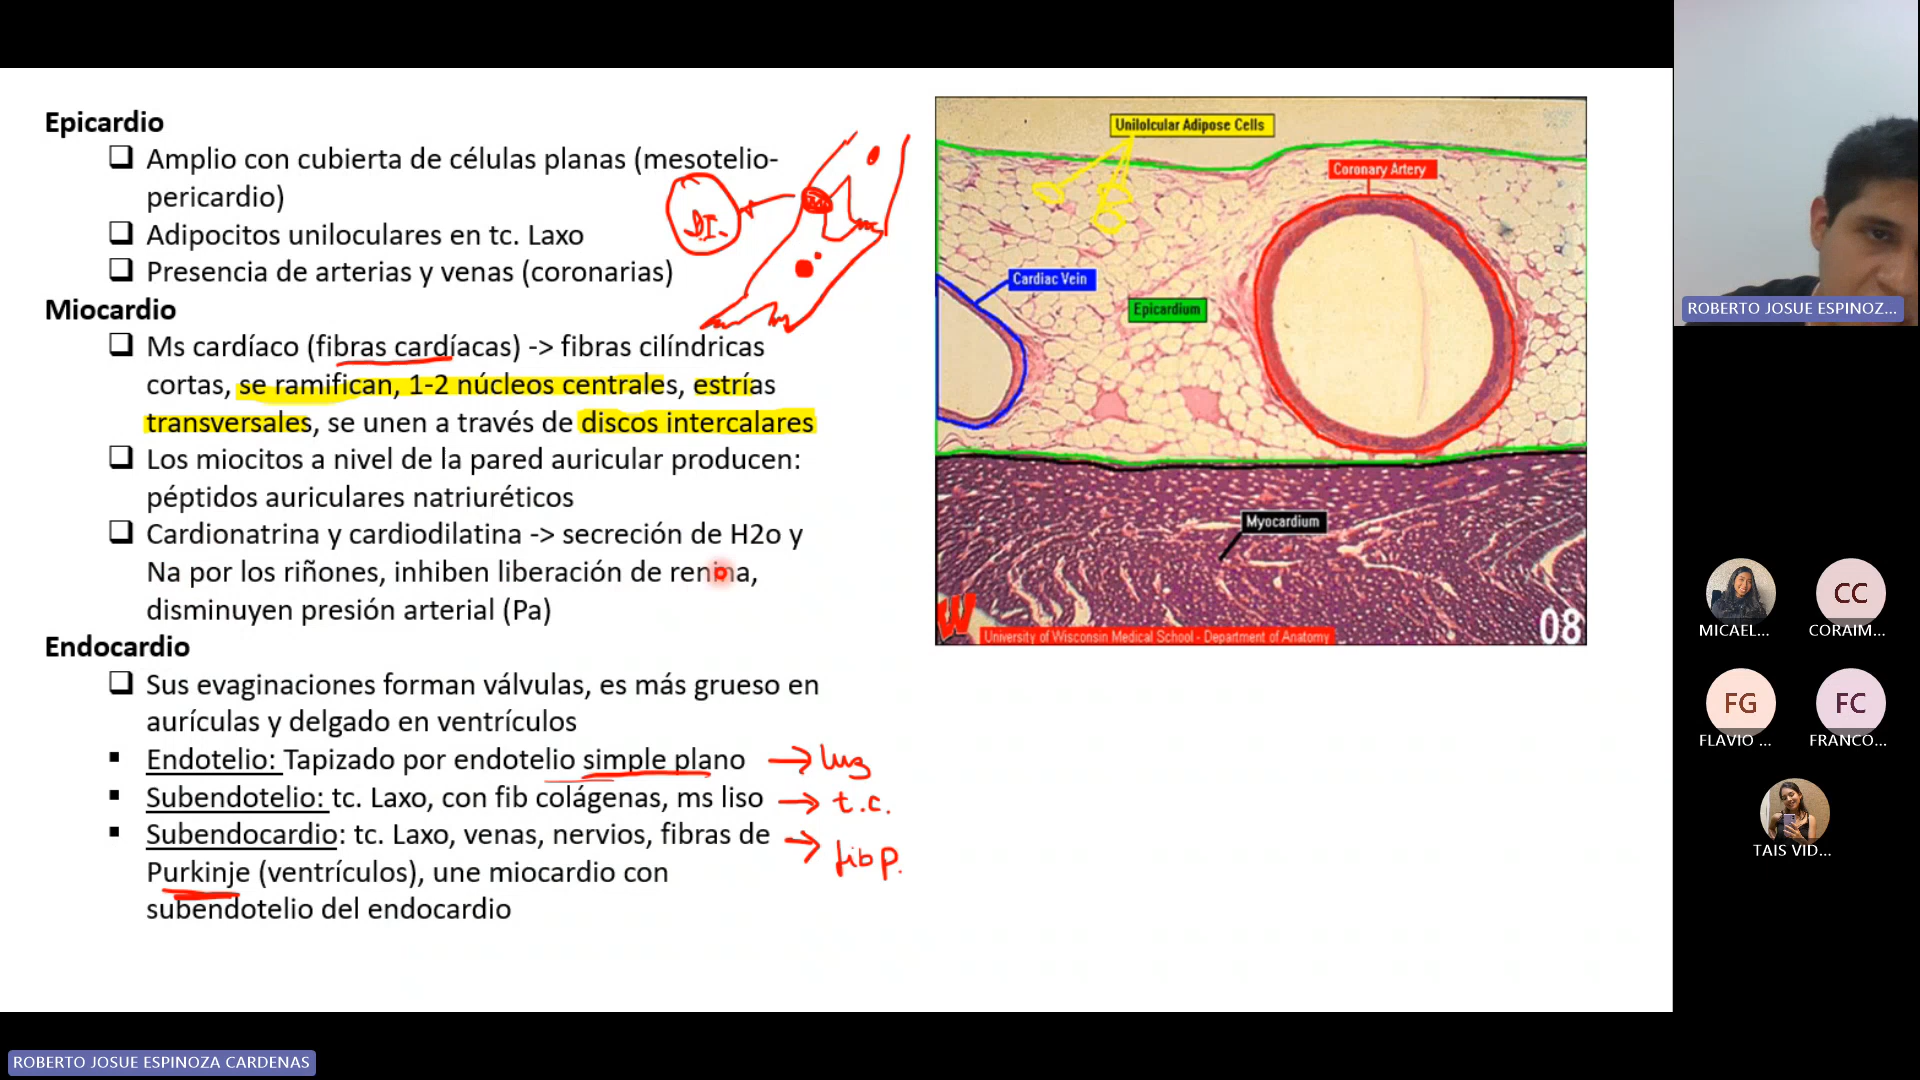 Epicardio
❑ Amplio con cubierta de células planas (mesotelio-
pericardio)
❑ Adipocitos uniloculares en tc. Laxo
❑ Presencia de arterias y venas (coronarias)
Miocardio
❑ Ms cardíaco (fibras cardíacas) -> fibras cilíndricas
cortas, se ramifican, 1-2 núcleos centrales, estrías
transversales, se unen a través de discos intercalares
❑ Los miocitos a nivel de la pared auricular producen:
péptidos auriculares natriuréticos
❑ Cardionatrina y cardiodilatina -> secreción de H2o y
Na por los riñones, inhiben liberación de renina,
disminuyen presión arterial (Pa)
Endocardio
❑ Sus evaginaciones forman válvulas, es más grueso en
aurículas y delgado en ventrículos
▪ Endotelio: Tapizado por endotelio simple plano
→ luz
▪ Subendotelio: tc. Laxo, con fib colágenas, ms liso
→ t.c.
▪ Subendocardio: tc. Laxo, venas, nervios, fibras de
→ fib P.
Purkinje (ventrículos), une miocardio con
subendotelio del endocardio
D.I.
Unilolcular Adipose Cells
Coronary Artery
Cardiac Vein
Epicardium
Myocardium
W
University of Wisconsin Medical School - Department of Anatomy
08
ROBERTO JOSUE ESPINOZ...
MICAEL...
CC
CORAIM...
FG
FLAVIO ...
FC
FRANCO...
TAIS VID...
ROBERTO JOSUE ESPINOZA CARDENAS